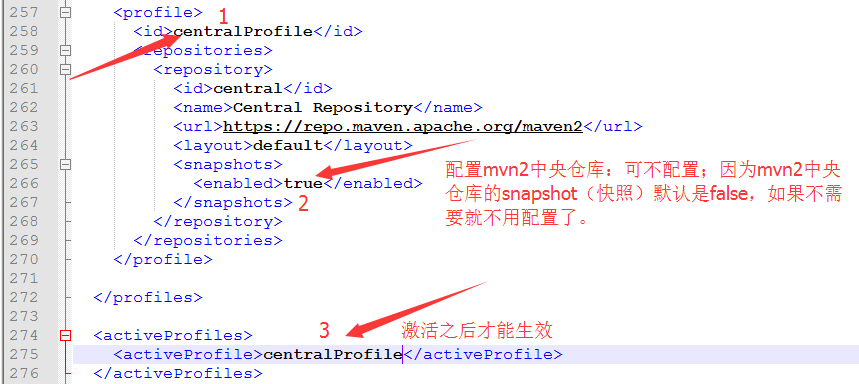 257 <profile> 1
258 <id>centralProfile</id>
259 <repositories>
260 <repository>
261 <id>central</id>
262 <name>Central Repository</name>
263 <url>https://repo.maven.apache.org/maven2</url>
264 <layout>default</layout>
265 <snapshots>
266 <enabled>true</enabled>
267 </snapshots> 2
配置mvn2中央仓库：可不配置；因为mvn2中央
仓库的snapshot（快照）默认是false，如果不需
要就不用配置了。
268 </repository>
269 </repositories>
270 </profile>
271
272 </profiles>
273
274 <activeProfiles> 3 激活之后才能生效
275 <activeProfile>centralProfile</activeProfile>
276 </activeProfiles>